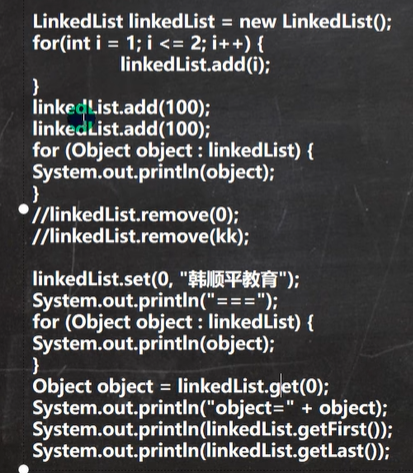 LinkedList linkedList = new LinkedList();
for(int i = 1; i <= 2; i++) {
linkedList.add(i);
}
linkedList.add(100);
linkedList.add(100);
for (Object object : linkedList) {
System.out.println(object);
}
//linkedList.remove(0);
//linkedList.remove(kk);
linkedList.set(0, "韩顺平教育");
System.out.println("===");
for (Object object : linkedList) {
System.out.println(object);
}
Object object = linkedList.get(0);
System.out.println("object=" + object);
System.out.println(linkedList.getFirst());
System.out.println(linkedList.getLast());